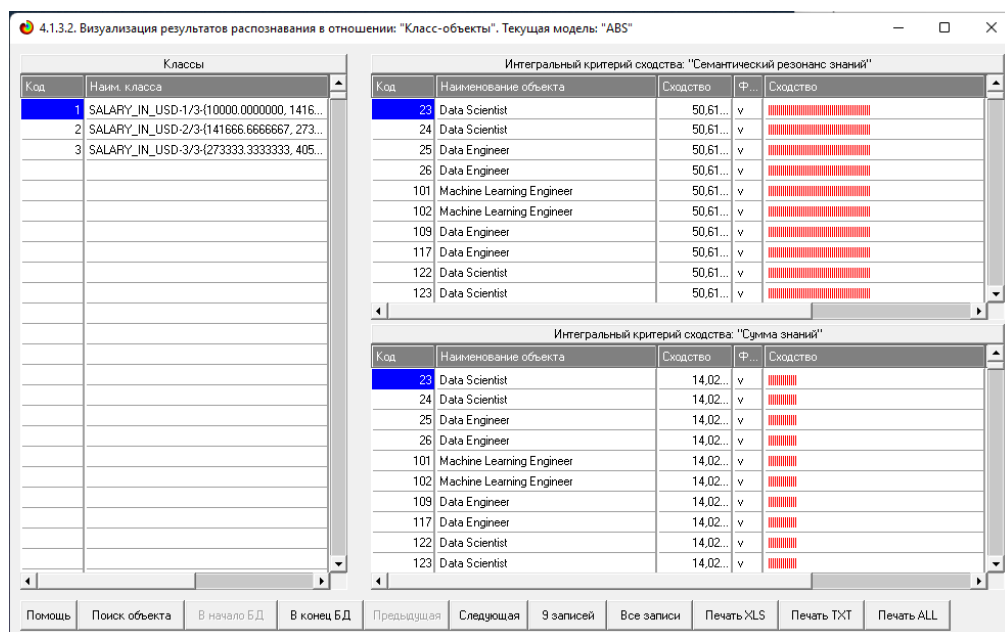 4.1.3.2. Визуализация результатов распознавания в отношении: "Класс-объекты". Текущая модель: "ABS"
Классы
Код Наим. класса
1 SALARY_IN_USD-1/3-{10000.0000000, 1416...
2 SALARY_IN_USD-2/3-{141666.6666667, 273...
3 SALARY_IN_USD-3/3-{273333.3333333, 405...
Интегральный критерий сходства: "Семантический резонанс знаний"
Код Наименование объекта Сходство Ф... Сходство
23 Data Scientist 50,61... v
24 Data Scientist 50,61... v
25 Data Engineer 50,61... v
26 Data Engineer 50,61... v
101 Machine Learning Engineer 50,61... v
102 Machine Learning Engineer 50,61... v
109 Data Engineer 50,61... v
117 Data Engineer 50,61... v
122 Data Scientist 50,61... v
123 Data Scientist 50,61... v
Интегральный критерий сходства: "Сумма знаний"
Код Наименование объекта Сходство Ф... Сходство
23 Data Scientist 14,02... v
24 Data Scientist 14,02... v
25 Data Engineer 14,02... v
26 Data Engineer 14,02... v
101 Machine Learning Engineer 14,02... v
102 Machine Learning Engineer 14,02... v
109 Data Engineer 14,02... v
117 Data Engineer 14,02... v
122 Data Scientist 14,02... v
123 Data Scientist 14,02... v
Помощь Поиск объекта В начало БД В конец БД Предыдущая Следующая 9 записей Все записи Печать XLS Печать TXT Печать ALL